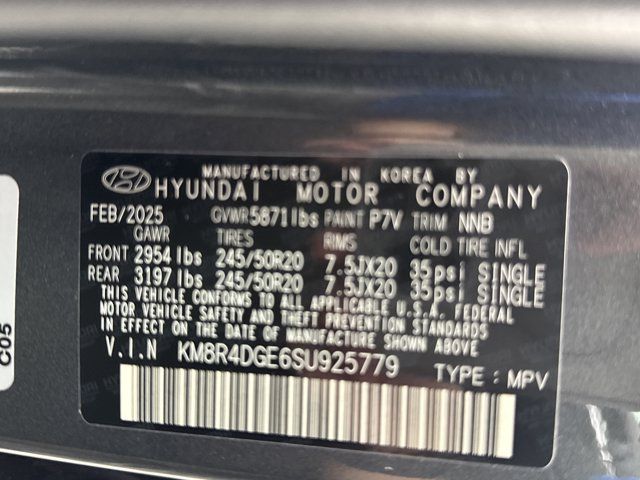 MANUFACTURED IN KOREA BY
HYUNDAI MOTOR COMPANY
FEB/2025 GVWR 5871 lbs PAINT P7V TRIM NNB
GAWR TIRES RIMS COLD TIRE INFL
FRONT 2954 lbs 245/50R20 7.5JX20 35psi SINGLE
REAR 3197 lbs 245/50R20 7.5JX20 35psi SINGLE
THIS VEHICLE CONFORMS TO ALL APPLICABLE U.S.A. FEDERAL
MOTOR VEHICLE SAFETY, BUMPER, AND THEFT PREVENTION STANDARDS
IN EFFECT ON THE DATE OF MANUFACTURE SHOWN ABOVE.
V.I.N KM8R4DGE6SU925779 TYPE : MPV
C05